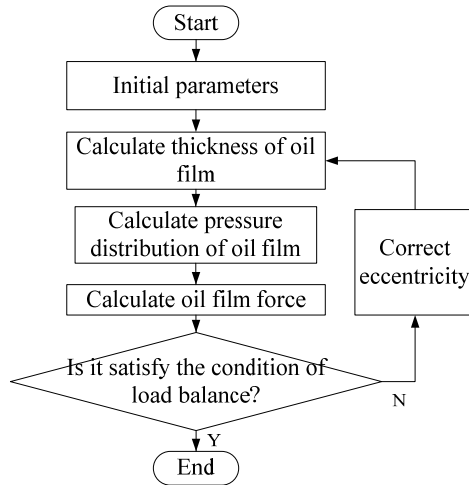 Start
Initial parameters
Calculate thickness of oil
film
Calculate pressure
distribution of oil film
Correct
eccentricity
Calculate oil film force
Is it satisfy the condition of
load balance?
N
Y
End